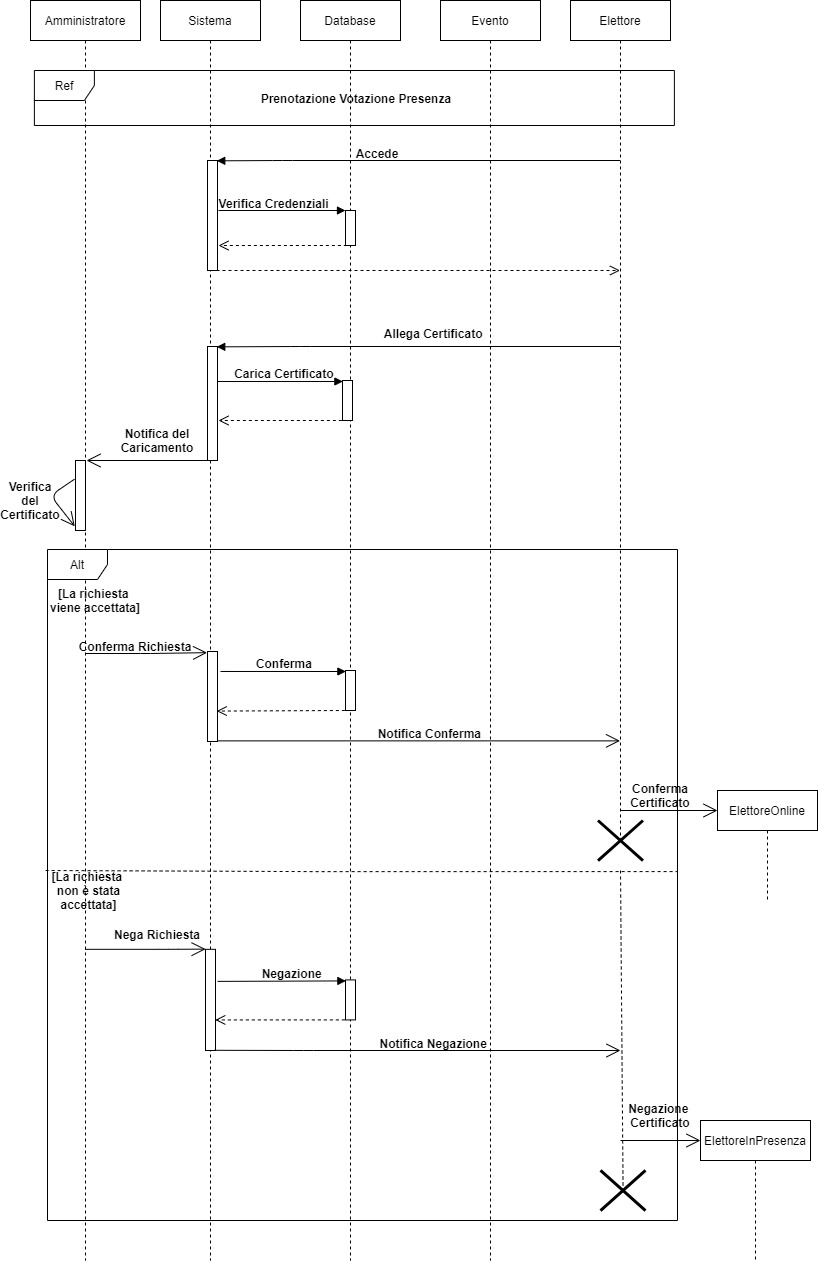 Amministratore
Sistema
Database
Evento
Elettore
Ref
Prenotazione Votazione Presenza
Accede
Verifica Credenziali
Allega Certificato
Carica Certificato
Notifica del
Caricamento
Verifica
del
Certificato
Alt
[La richiesta
viene accettata]
Conferma Richiesta
Conferma
Notifica Conferma
Conferma
Certificato
ElettoreOnline
[La richiesta
non è stata
accettata]
Nega Richiesta
Negazione
Notifica Negazione
Negazione
Certificato
ElettoreInPresenza